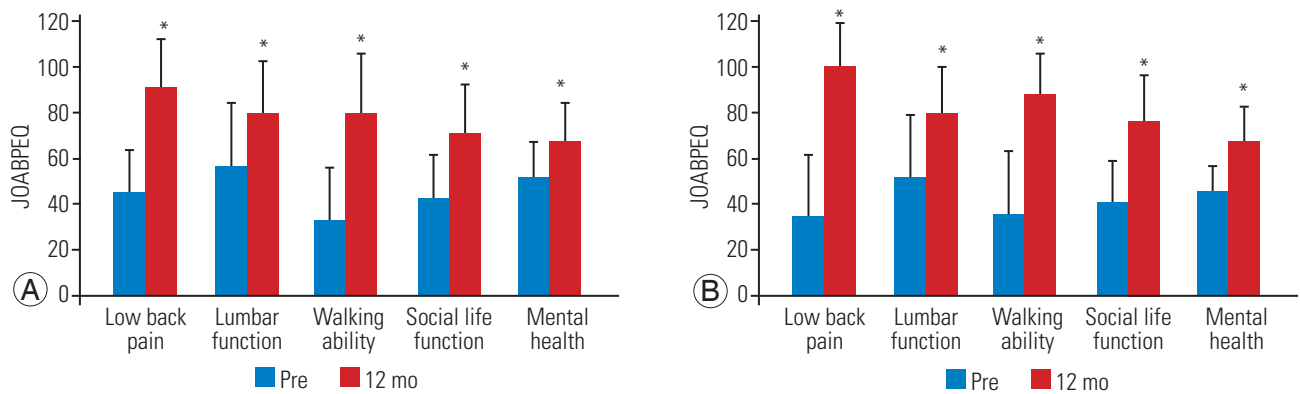 120
100
80
60
40
20
0
JOABPEQ
*
*
*
*
*
A
Low back
pain
Lumbar
function
Walking
ability
Social life
function
Mental
health
Pre
12 mo
120
100
80
60
40
20
0
JOABPEQ
*
*
*
*
*
B
Low back
pain
Lumbar
function
Walking
ability
Social life
function
Mental
health
Pre
12 mo